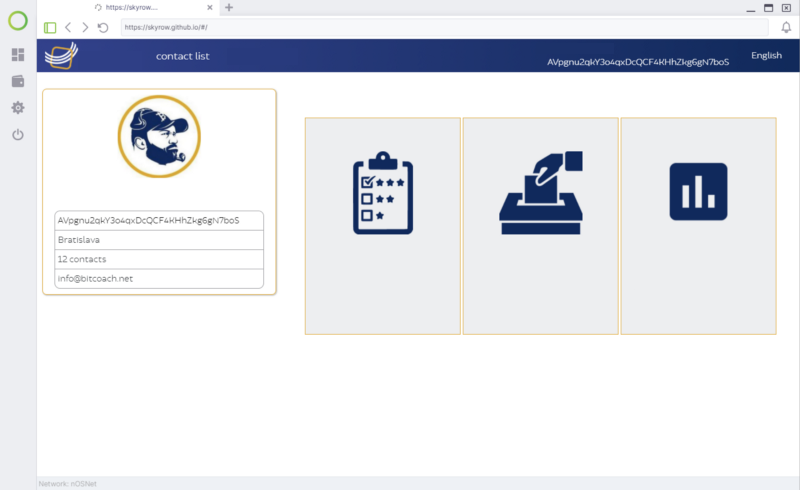 https://skyrow....
https://skyrow.github.io/#/
contact list
AVpgnu2qkY3o4qxDcQCF4KHhZkg6gN7boS
English
AVpgnu2qkY3o4qxDcQCF4KHhZkg6gN7boS
Bratislava
12 contacts
info@bitcoach.net
Network: nOSNet